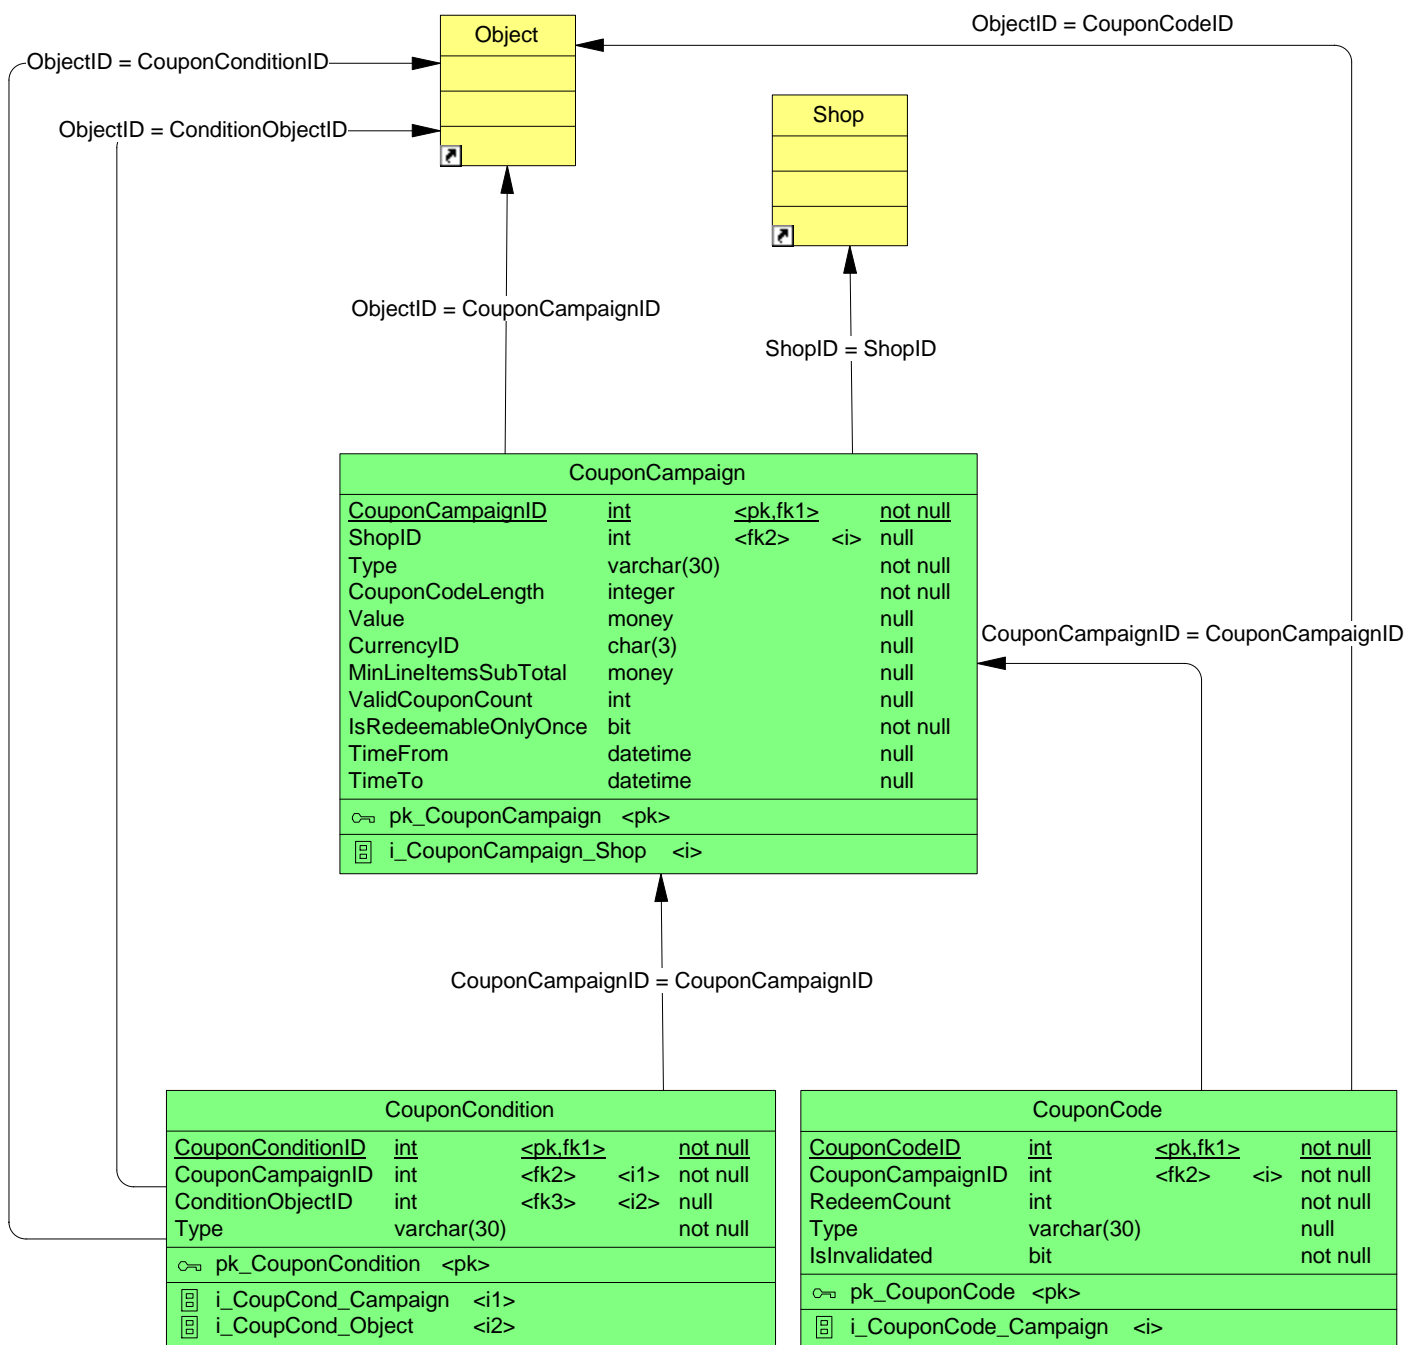 Object
ObjectID = CouponCodeID
ObjectID = CouponConditionID
ObjectID = ConditionObjectID
Shop
ObjectID = CouponCampaignID
ShopID = ShopID
CouponCampaign
CouponCampaignID int <pk,fk1> not null
ShopID int <fk2> <i> null
Type varchar(30) not null
CouponCodeLength integer not null
Value money null
CurrencyID char(3) null
MinLineItemsSubTotal money null
ValidCouponCount int null
IsRedeemableOnlyOnce bit not null
TimeFrom datetime null
TimeTo datetime null
pk_CouponCampaign <pk>
i_CouponCampaign_Shop <i>
CouponCampaignID = CouponCampaignID
CouponCampaignID = CouponCampaignID
CouponCondition
CouponConditionID int <pk,fk1> not null
CouponCampaignID int <fk2> <i1> not null
ConditionObjectID int <fk3> <i2> null
Type varchar(30) not null
pk_CouponCondition <pk>
i_CoupCond_Campaign <i1>
i_CoupCond_Object <i2>
CouponCode
CouponCodeID int <pk,fk1> not null
CouponCampaignID int <fk2> <i> not null
RedeemCount int not null
Type varchar(30) null
IsInvalidated bit not null
pk_CouponCode <pk>
i_CouponCode_Campaign <i>